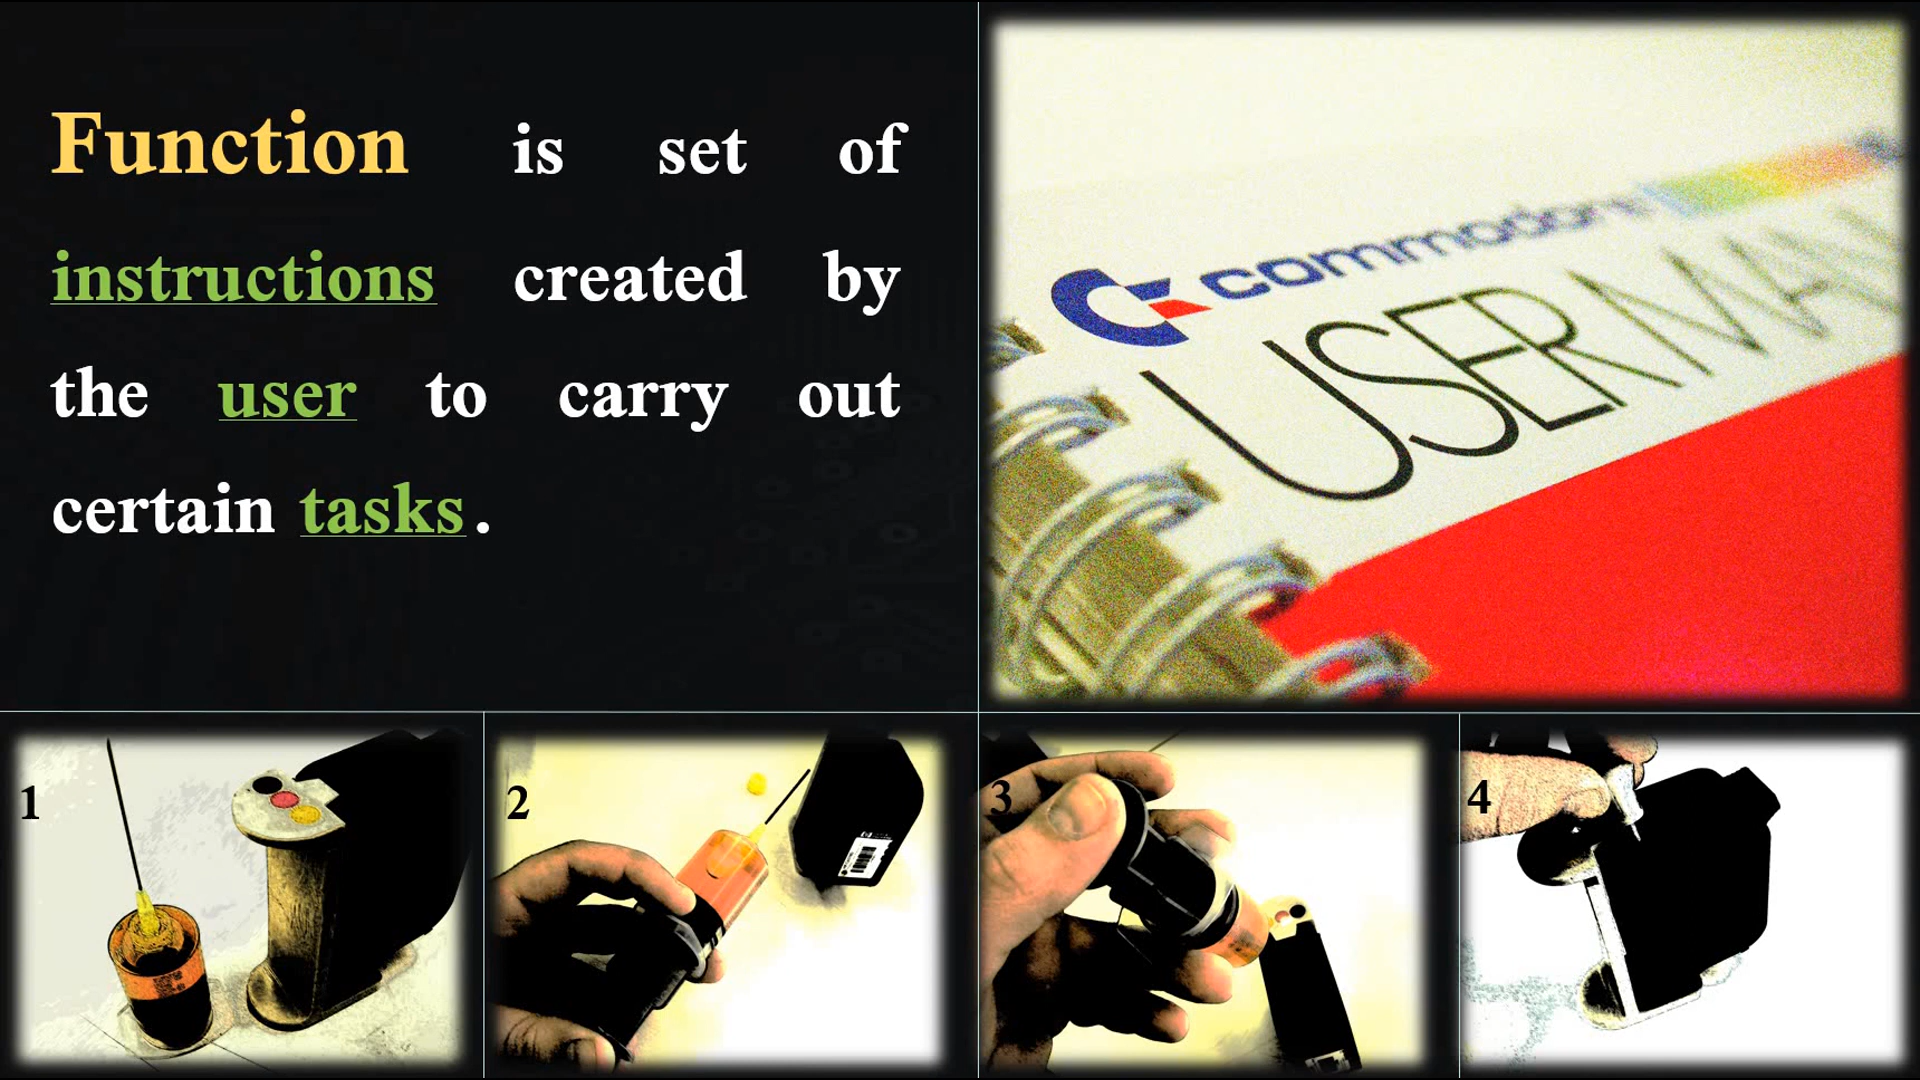 Function is set of
instructions created by
the user to carry out
certain tasks.
commodore
USER MA
1
2
3
4